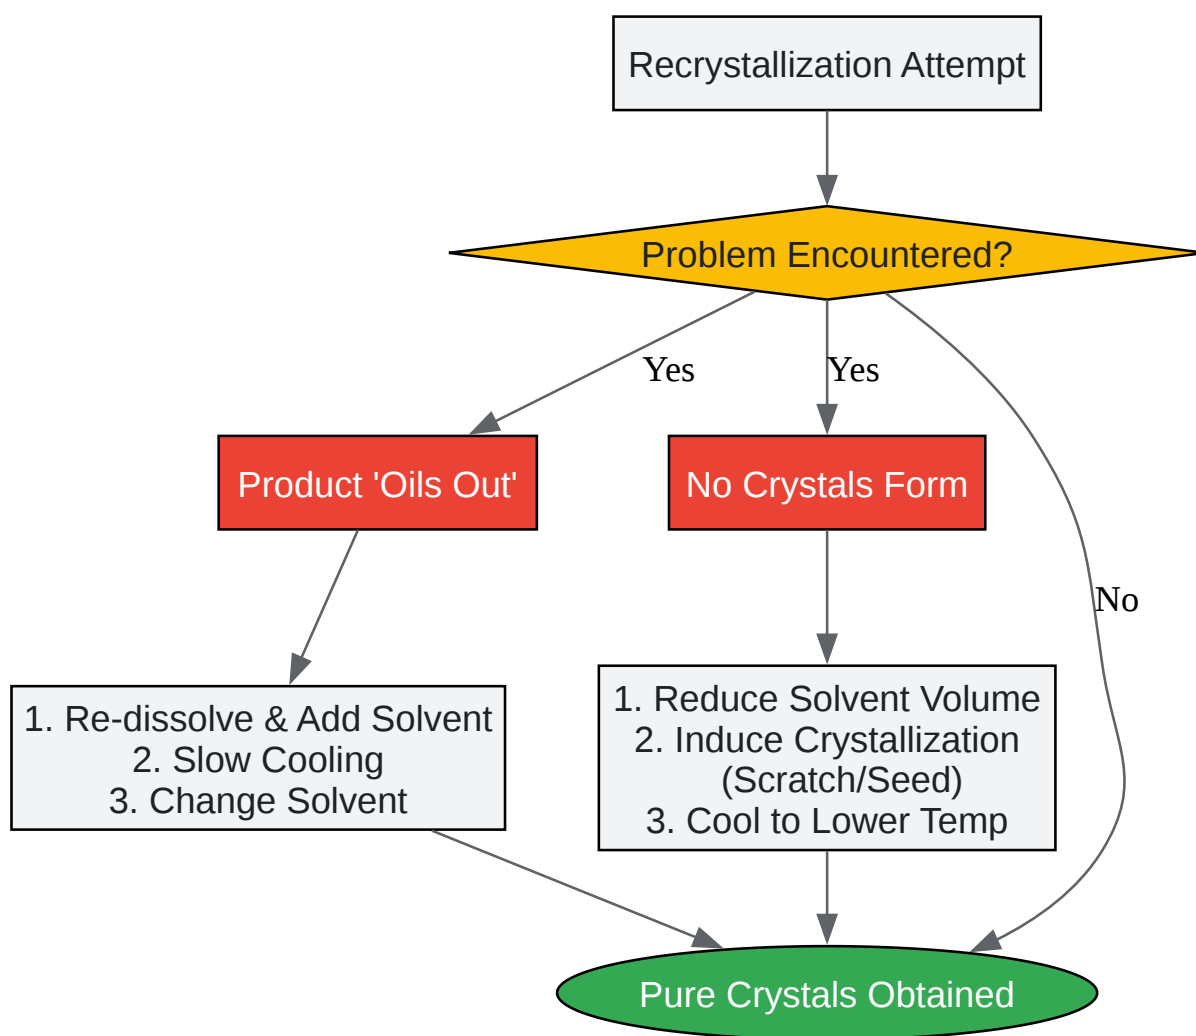 Recrystallization Attempt
Problem Encountered?
Yes
Yes
Product 'Oils Out'
No Crystals Form
No
1. Re-dissolve & Add Solvent
2. Slow Cooling
3. Change Solvent
1. Reduce Solvent Volume
2. Induce Crystallization
(Scratch/Seed)
3. Cool to Lower Temp
Pure Crystals Obtained